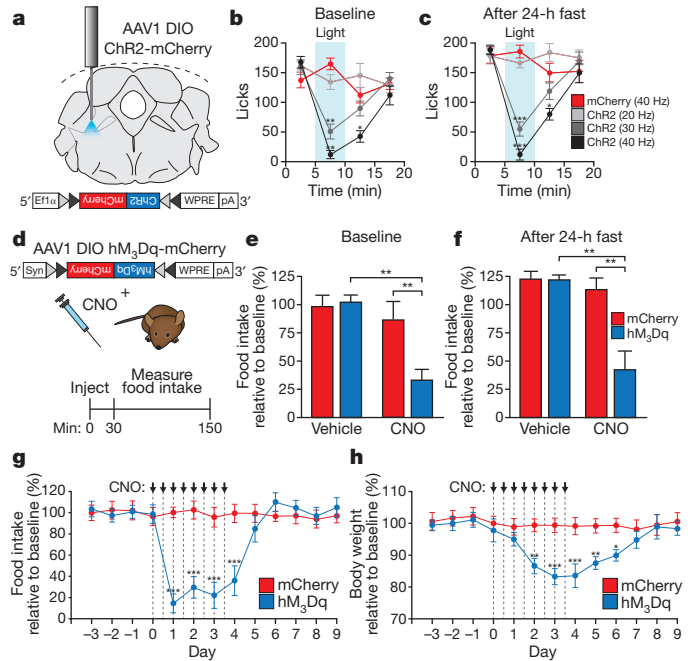 a
AAV1 DIO
ChR2-mCherry
5′ Ef1α mCherry ChR2 WPRE pA 3′
b
Baseline
Light
Licks
200
150
100
50
0
**
**
*
0 5 10 15 20
Time (min)
c
After 24-h fast
Light
Licks
200
150
100
50
0
***
***
*
0 5 10 15 20
Time (min)
mCherry (40 Hz)
ChR2 (20 Hz)
ChR2 (30 Hz)
ChR2 (40 Hz)
d
AAV1 DIO hM3Dq-mCherry
5′ Syn mCherry hM3Dq WPRE pA 3′
+
CNO
Measure
Inject food intake
Min: 0 30 150
e
Baseline
Food intake
relative to baseline (%)
125
100
75
50
25
0
**
**
Vehicle CNO
f
After 24-h fast
Food intake
relative to baseline (%)
125
100
75
50
25
0
**
**
Vehicle CNO
mCherry
hM3Dq
g
CNO:
Food intake
relative to baseline (%)
120
100
80
60
40
20
0
*** *** *** ***
mCherry
hM3Dq
−3 −2 −1 0 1 2 3 4 5 6 7 8 9
Day
h
CNO:
Body weight
relative to baseline (%)
100
90
80
70
** *** *** ** *
mCherry
hM3Dq
−3 −2 −1 0 1 2 3 4 5 6 7 8 9
Day